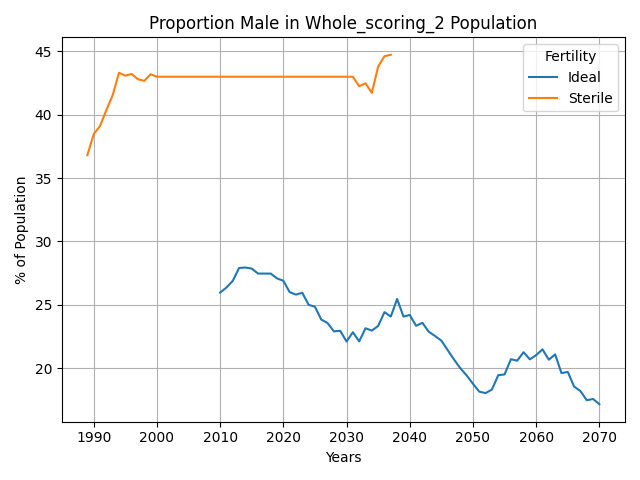 Proportion Male in Whole_scoring_2 Population
Fertility
Ideal
Sterile
% of Population
45
40
35
30
25
20
1990 2000 2010 2020 2030 2040 2050 2060 2070
Years